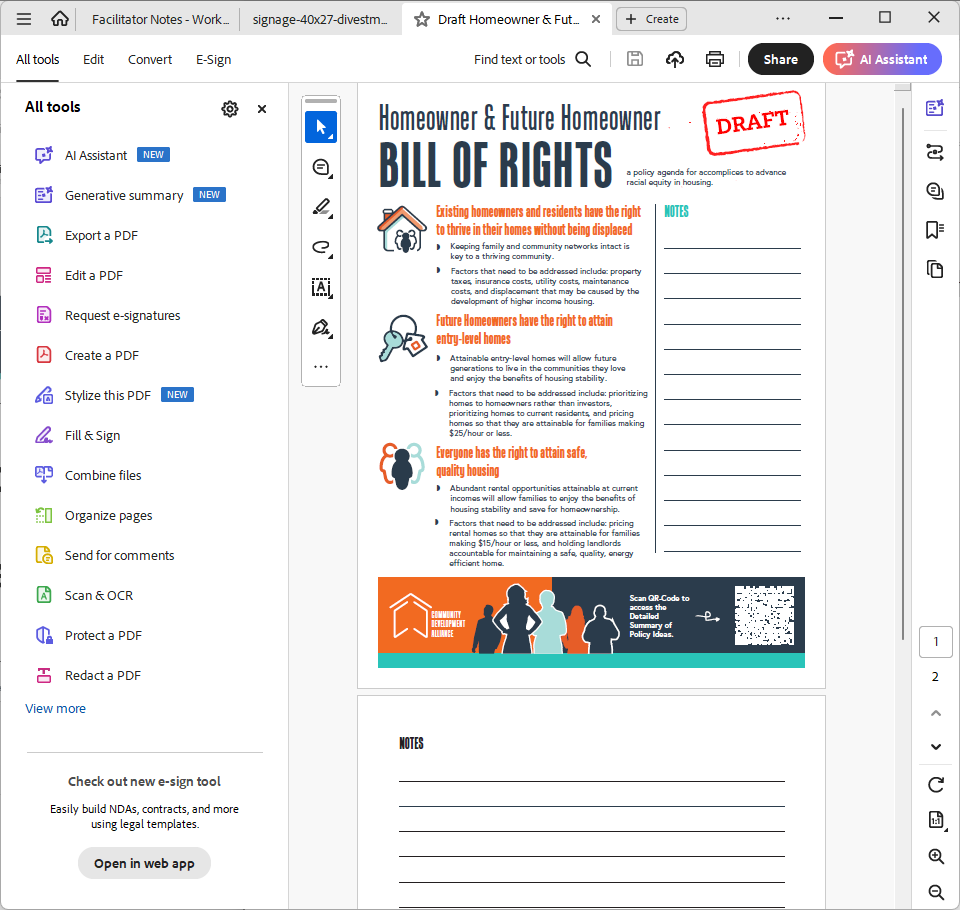 Facilitator Notes - Work...
signage-40x27-divestm...
Draft Homeowner & Fut...
Create
All tools
Edit
Convert
E-Sign
Find text or tools
Share
AI Assistant
All tools
AI Assistant NEW
Generative summary NEW
Export a PDF
Edit a PDF
Request e-signatures
Create a PDF
Stylize this PDF NEW
Fill & Sign
Combine files
Organize pages
Send for comments
Scan & OCR
Protect a PDF
Redact a PDF
View more
Check out new e-sign tool
Easily build NDAs, contracts, and more
using legal templates.
Open in web app
Homeowner & Future Homeowner
BILL OF RIGHTS
DRAFT
a policy agenda for accomplices to advance
racial equity in housing.
Existing homeowners and residents have the right
to thrive in their homes without being displaced
Keeping family and community networks intact is
key to a thriving community.
Factors that need to be addressed include: property
taxes, insurance costs, utility costs, maintenance
costs, and displacement that may be caused by the
development of higher income housing.
Future Homeowners have the right to attain
entry-level homes
Attainable entry-level homes will allow future
generations to live in the communities they love
and enjoy the benefits of housing stability.
Factors that need to be addressed include: prioritizing
homes to homeowners rather than investors,
prioritizing homes to current residents, and pricing
homes so that they are attainable for families making
$25/hour or less.
Everyone has the right to attain safe,
quality housing
Abundant rental opportunities attainable at current
incomes will allow families to enjoy the benefits of
housing stability and save for homeownership.
Factors that need to be addressed include: pricing
rental homes so that they are attainable for families
making $15/hour or less, and holding landlords
accountable for maintaining a safe, quality, energy
efficient home.
NOTES
COMMUNITY
DEVELOPMENT
ALLIANCE
Scan QR-Code to
access the
Detailed
Summary of
Policy Ideas.
NOTES
1
2
1:1